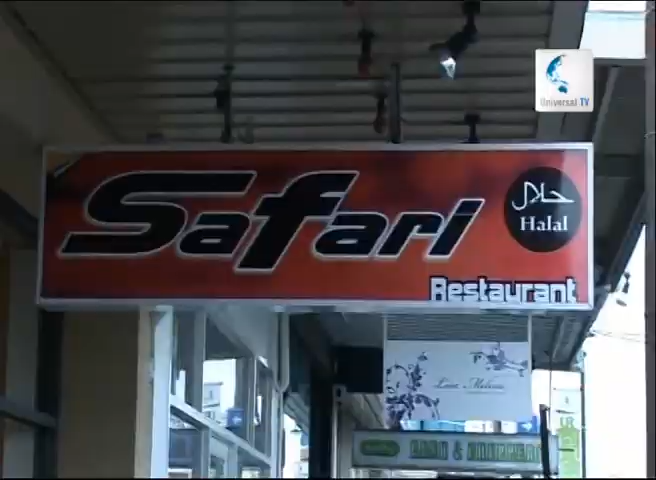 Universal TV
Safari
حلال
HALAL
Restaurant